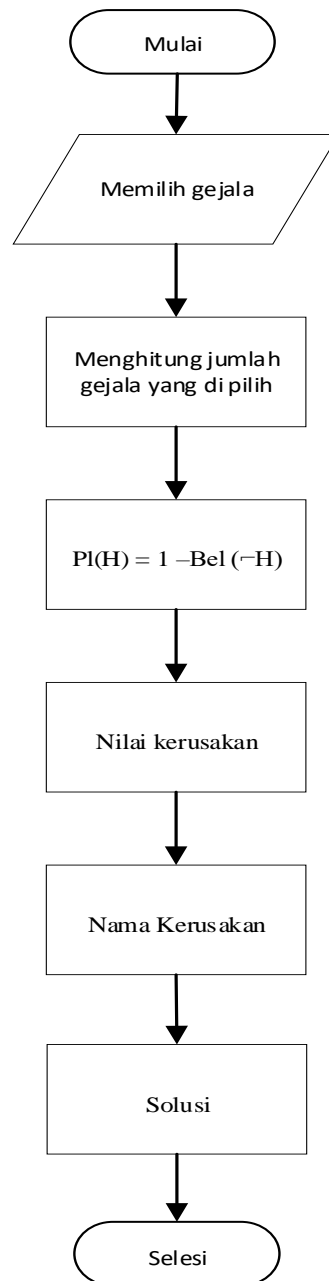 Mulai
Memilih gejala
Menghitung jumlah
gejala yang di pilih
Pl(H) = 1 –Bel (¬H)
Nilai kerusakan
Nama Kerusakan
Solusi
Selesi